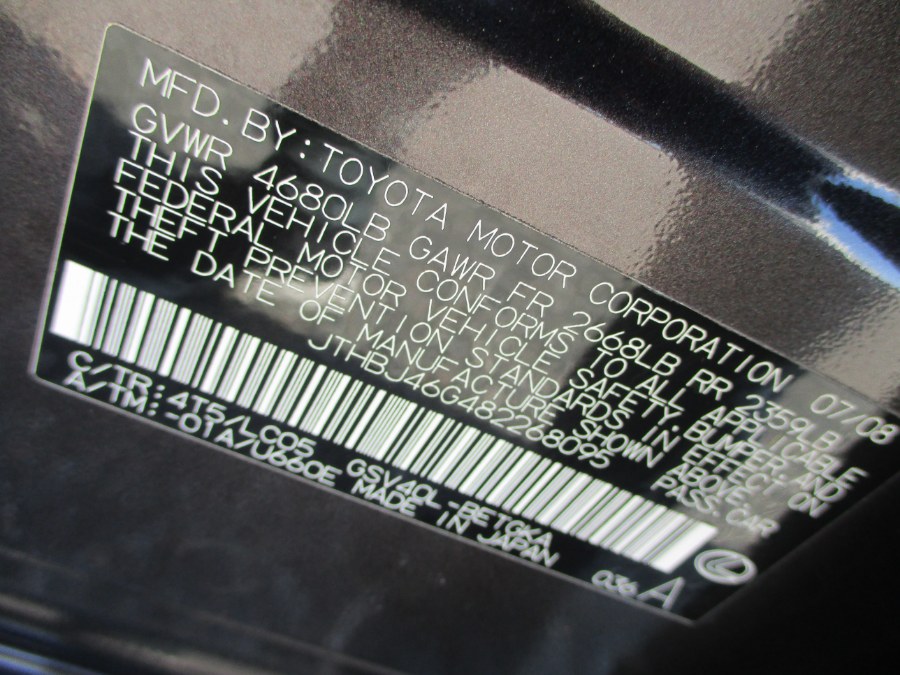 MFD. BY: TOYOTA MOTOR CORPORATION 07/08
GVWR 4680LB GAWR FR 2668LB RR 2359LB
THIS VEHICLE CONFORMS TO ALL APPLICABLE
FEDERAL MOTOR VEHICLE SAFETY, BUMPER AND
THEFT PREVENTION STANDARDS IN EFFECT ON
THE DATE OF MANUFACTURE SHOWN ABOVE.
JTHBJ46G482268095 PASS. CAR
C/TR: 4T5/LC05 GSV40L-BETGKA
A/TM: -01A/U660E MADE IN JAPAN 036 A